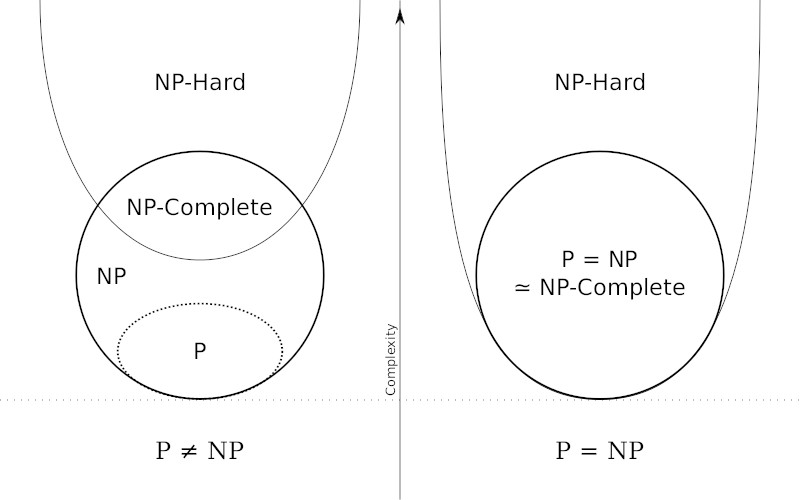 NP-Hard
NP-Complete
NP
P
P ≠ NP
Complexity
NP-Hard
P = NP
≃ NP-Complete
P = NP